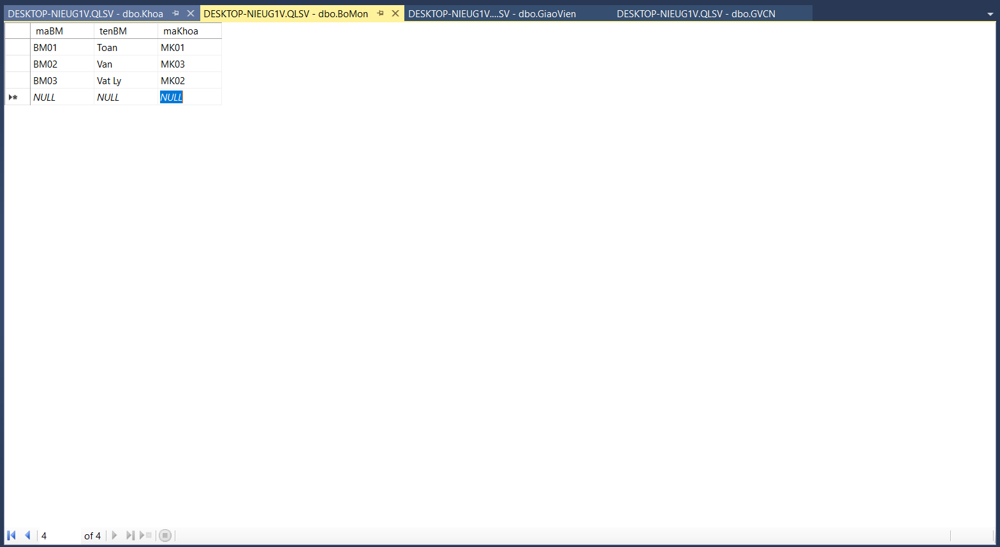 DESKTOP-NIEUG1V.QLSV - dbo.Khoa DESKTOP-NIEUG1V.QLSV - dbo.BoMon DESKTOP-NIEUG1V....SV - dbo.GiaoVien DESKTOP-NIEUG1V.QLSV - dbo.GVCN
maBM tenBM maKhoa
BM01 Toan MK01
BM02 Van MK03
BM03 Vat Ly MK02
NULL NULL NULL
4 of 4